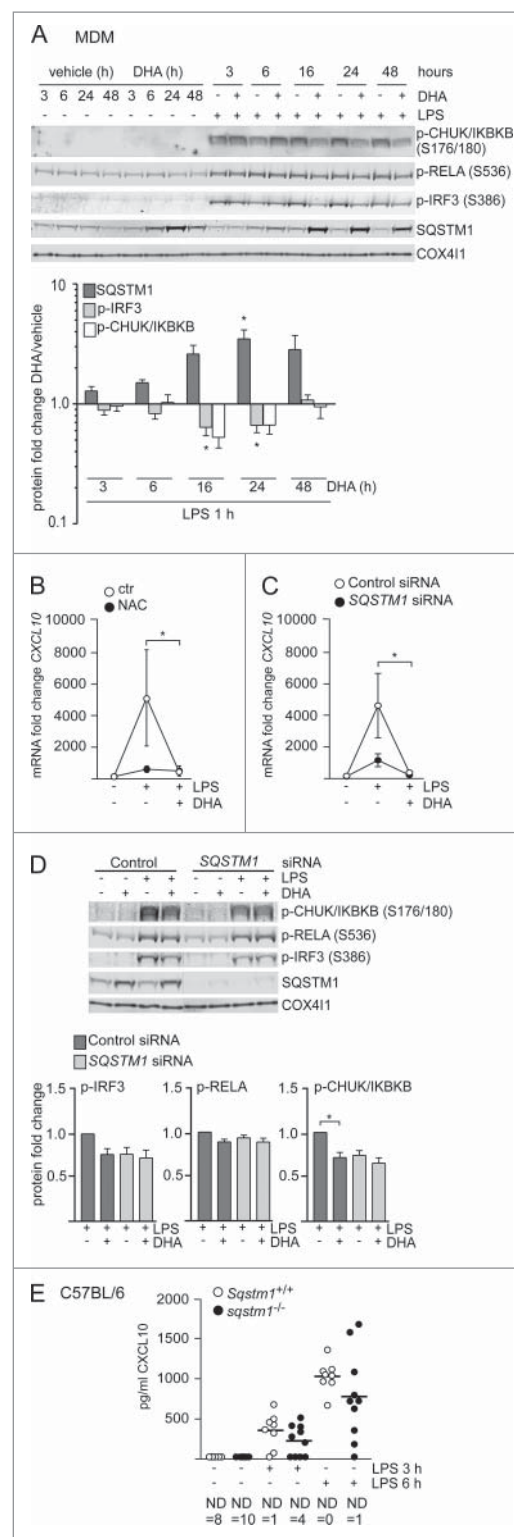 A MDM
vehicle (h) DHA (h) 3 6 16 24 48 hours
3 6 24 48 3 6 24 48 - + - + - + - + - + DHA
+ + + + + + + + + + LPS
p-CHUK/IKBKB
(S176/180)
p-RELA (S536)
p-IRF3 (S386)
SQSTM1
COX4I1
protein fold change DHA/vehicle
10
1.0
0.1
SQSTM1
p-IRF3
p-CHUK/IKBKB
* * * *
3 6 16 24 48 DHA (h)
LPS 1 h
B
ctr
NAC
mRNA fold change CXCL10
10000
8000
6000
4000
2000
*
- + + LPS
- - + DHA
C
Control siRNA
SQSTM1 siRNA
mRNA fold change CXCL10
10000
8000
6000
4000
2000
*
- + + LPS
- - + DHA
D
Control SQSTM1 siRNA
- - + + - - + + LPS
- + - + - + - + DHA
p-CHUK/IKBKB (S176/180)
p-RELA (S536)
p-IRF3 (S386)
SQSTM1
COX4I1
Control siRNA
SQSTM1 siRNA
protein fold change
p-IRF3
1.5
1.0
0.5
+ + + + LPS
- + - + DHA
p-RELA
1.5
1.0
0.5
+ + + + LPS
- + - + DHA
p-CHUK/IKBKB
1.5
1.0
0.5
*
+ + + + LPS
- + - + DHA
E C57BL/6
Sqstm1+/+
sqstm1-/-
pg/ml CXCL10
2000
1500
1000
500
- - + + - - LPS 3 h
- - - - + + LPS 6 h
ND ND ND ND ND ND
=8 =10 =1 =4 =0 =1